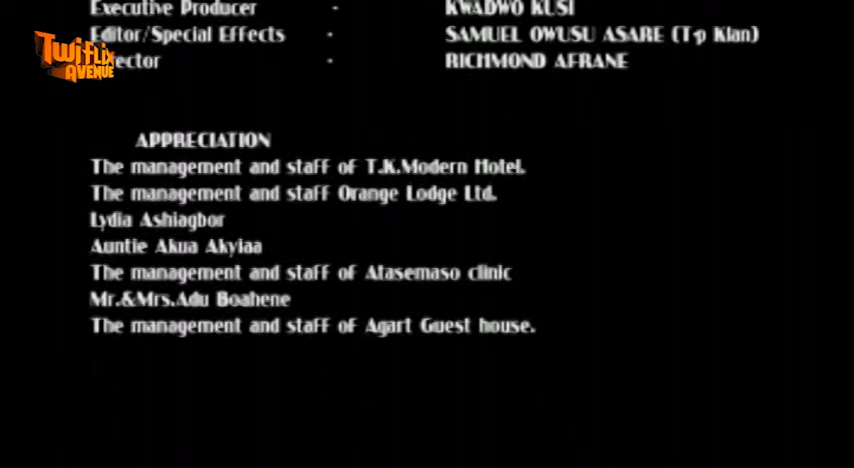 Executive Producer - KWADWO KUSI
Editor/Special Effects - SAMUEL OWUSU ASARE (T-p Klan)
TWiFLIX
AVENUE
rector - RICHMOND AFRANE
APPRECIATION
The management and staff of T.K.Modern Hotel.
The management and staff Orange Lodge Ltd.
Lydia Ashiagbor
Auntie Akua Akyiaa
The management and staff of Atasemaso clinic
Mr.&Mrs.Adu Boahene
The management and staff of Agart Guest house.